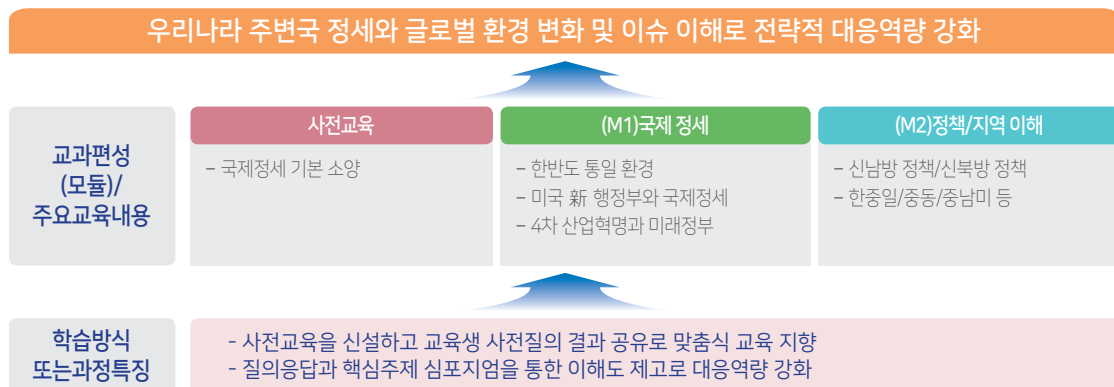 우리나라 주변국 정세와 글로벌 환경 변화 및 이슈 이해로 전략적 대응역량 강화
교과편성
(모듈)/
주요교육내용
사전교육
– 국제정세 기본 소양
(M1)국제 정세
– 한반도 통일 환경
– 미국 新 행정부와 국제정세
– 4차 산업혁명과 미래정부
(M2)정책/지역 이해
– 신남방 정책/신북방 정책
– 한중일/중동/중남미 등
학습방식
또는과정특징
- 사전교육을 신설하고 교육생 사전질의 결과 공유로 맞춤식 교육 지향
- 질의응답과 핵심주제 심포지엄을 통한 이해도 제고로 대응역량 강화